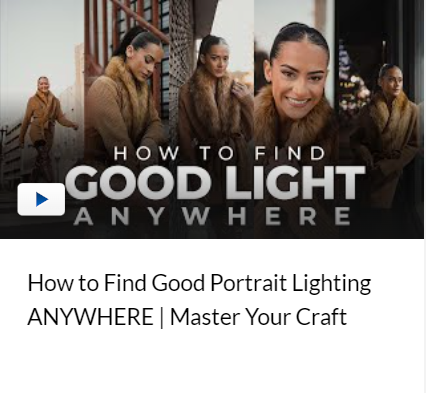 HOW TO FIND
GOOD LIGHT
ANYWHERE
How to Find Good Portrait Lighting
ANYWHERE | Master Your Craft